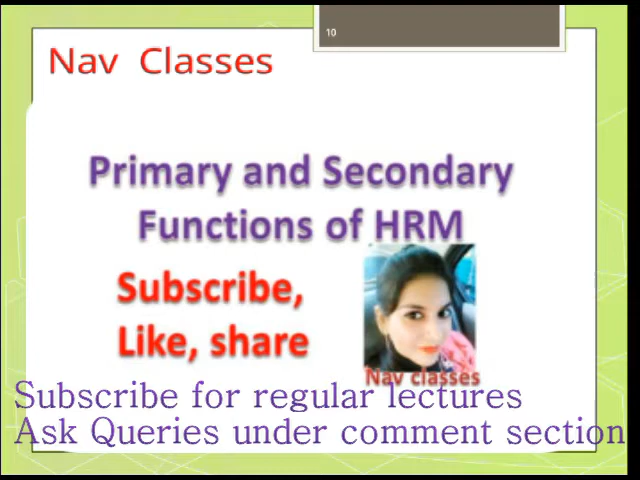 10
Nav Classes
Primary and Secondary
Functions of HRM
Subscribe,
Like, share
Nav classes
Subscribe for regular lectures
Ask Queries under comment section